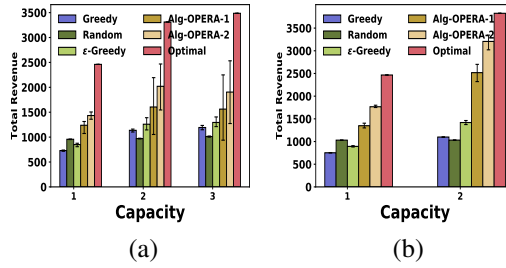 3500
3000
2500
2000
1500
1000
500
0
Total Revenue
Greedy
Random
ε-Greedy
Alg-OPERA-1
Alg-OPERA-2
Optimal
1
2
3
Capacity
(a)
3500
3000
2500
2000
1500
1000
500
0
Total Revenue
Greedy
Random
ε-Greedy
Alg-OPERA-1
Alg-OPERA-2
Optimal
1
2
Capacity
(b)